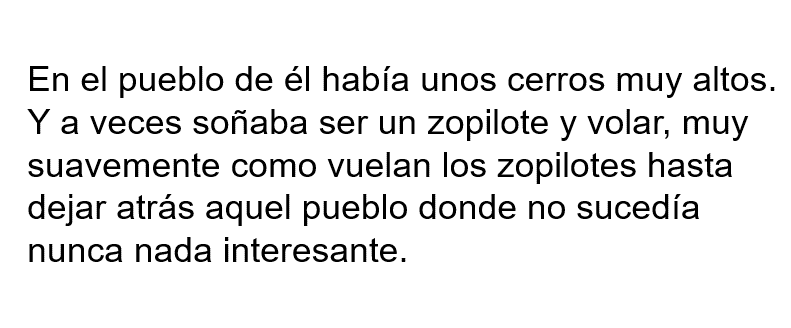 En el pueblo de él había unos cerros muy altos.
Y a veces soñaba ser un zopilote y volar, muy
suavemente como vuelan los zopilotes hasta
dejar atrás aquel pueblo donde no sucedía
nunca nada interesante.